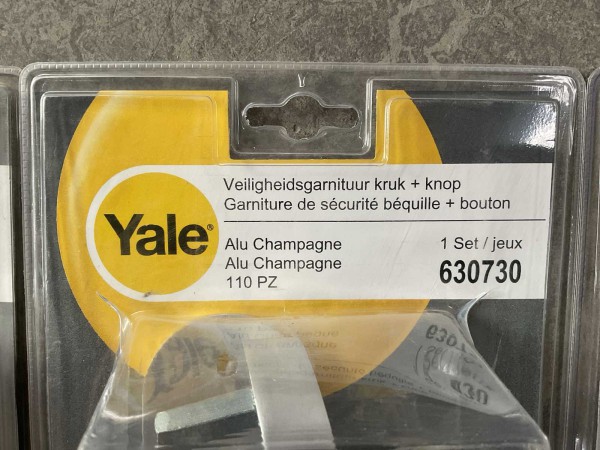 Yale®
Veiligheidsgarnituur kruk + knop
Garniture de sécurité béquille + bouton
Alu Champagne
Alu Champagne
110 PZ
1 Set / jeux
630730